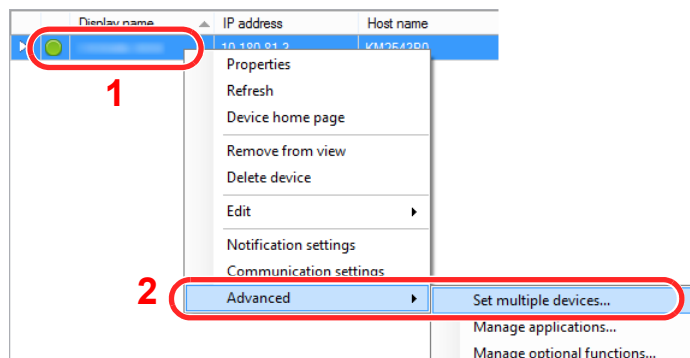 Display name IP address Host name
10.180.81.2 KM2543B0
1
Properties
Refresh
Device home page
Remove from view
Delete device
Edit
Notification settings
Communication settings
2 Advanced Set multiple devices...
Manage applications...
Manage optional functions...